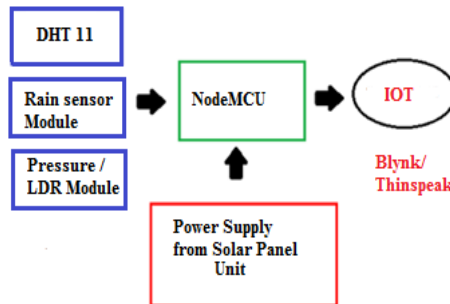 DHT 11
Rain sensor
Module
Pressure /
LDR Module
NodeMCU
IOT
Blynk/
Thinspeak
Power Supply
from Solar Panel
Unit